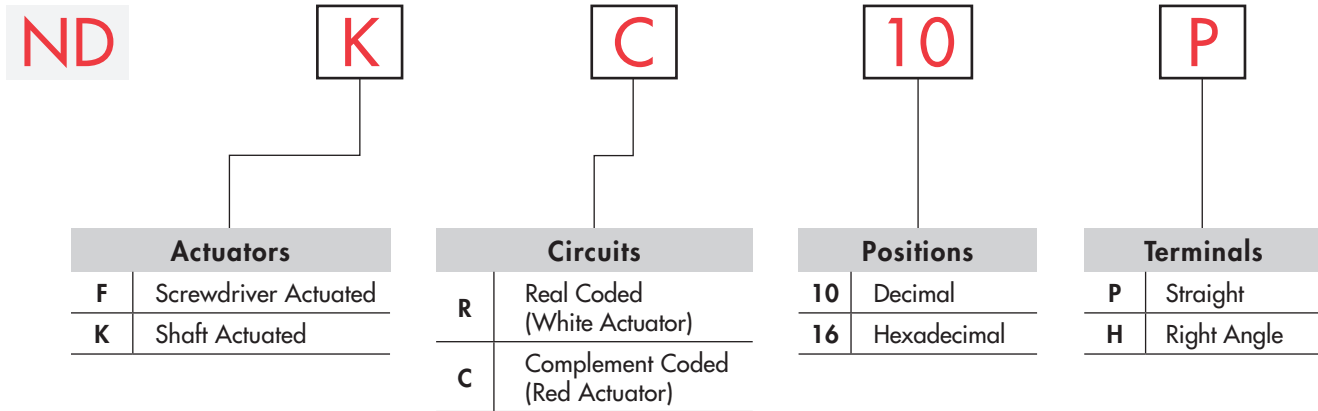 ND K C 10 P
Actuators
F Screwdriver Actuated
K Shaft Actuated
Circuits
R Real Coded
(White Actuator)
C Complement Coded
(Red Actuator)
Positions
10 Decimal
16 Hexadecimal
Terminals
P Straight
H Right Angle